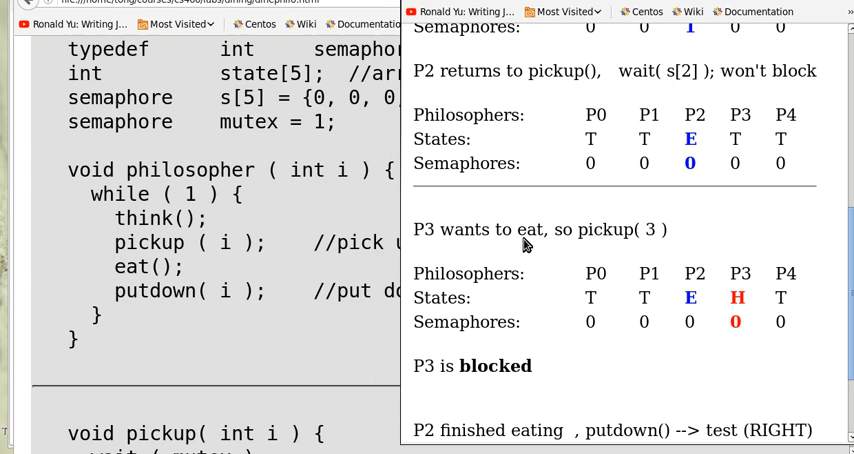 Ronald Yu: Writing J... Most Visited Centos Wiki Documentatio
typedef int semaphor
int state[5]; //arr
semaphore s[5] = {0, 0, 0,
semaphore mutex = 1;
void philosopher ( int i ) {
while ( 1 ) {
think();
pickup ( i ); //pick u
eat();
putdown( i ); //put do
}
}
void pickup( int i ) {
Ronald Yu: Writing J... Most Visited Centos Wiki Documentation »
Semaphores: 0 0 1 0 0
P2 returns to pickup(), wait( s[2] ); won't block
Philosophers: P0 P1 P2 P3 P4
States: T T E T T
Semaphores: 0 0 0 0 0
P3 wants to eat, so pickup( 3 )
Philosophers: P0 P1 P2 P3 P4
States: T T E H T
Semaphores: 0 0 0 0 0
P3 is blocked
P2 finished eating , putdown() --> test (RIGHT)